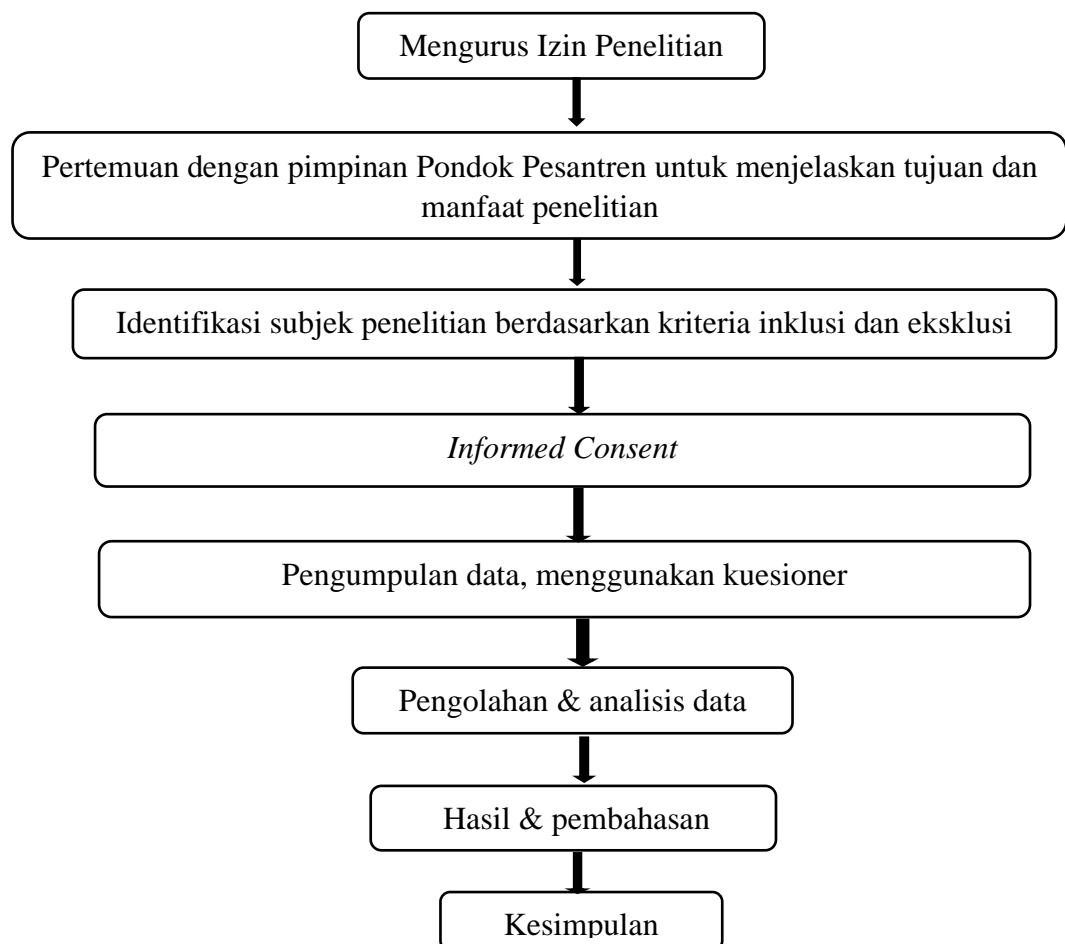 Mengurus Izin Penelitian
Pertemuan dengan pimpinan Pondok Pesantren untuk menjelaskan tujuan dan
manfaat penelitian
Identifikasi subjek penelitian berdasarkan kriteria inklusi dan eksklusi
Informed Consent
Pengumpulan data, menggunakan kuesioner
Pengolahan & analisis data
Hasil & pembahasan
Kesimpulan